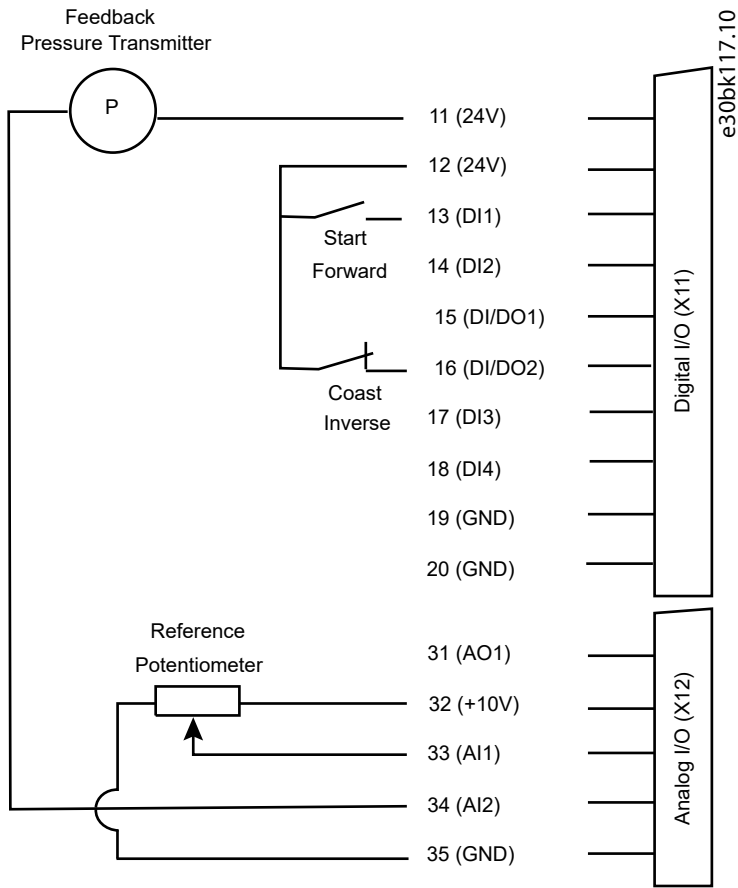 Feedback
Pressure Transmitter
e30bk117.10
P
11 (24V)
12 (24V)
13 (DI1)
Start
Forward
14 (DI2)
15 (DI/DO1)
16 (DI/DO2)
Coast
Inverse
17 (DI3)
18 (DI4)
19 (GND)
20 (GND)
Digital I/O (X11)
Reference
Potentiometer
31 (AO1)
32 (+10V)
33 (AI1)
34 (AI2)
35 (GND)
Analog I/O (X12)